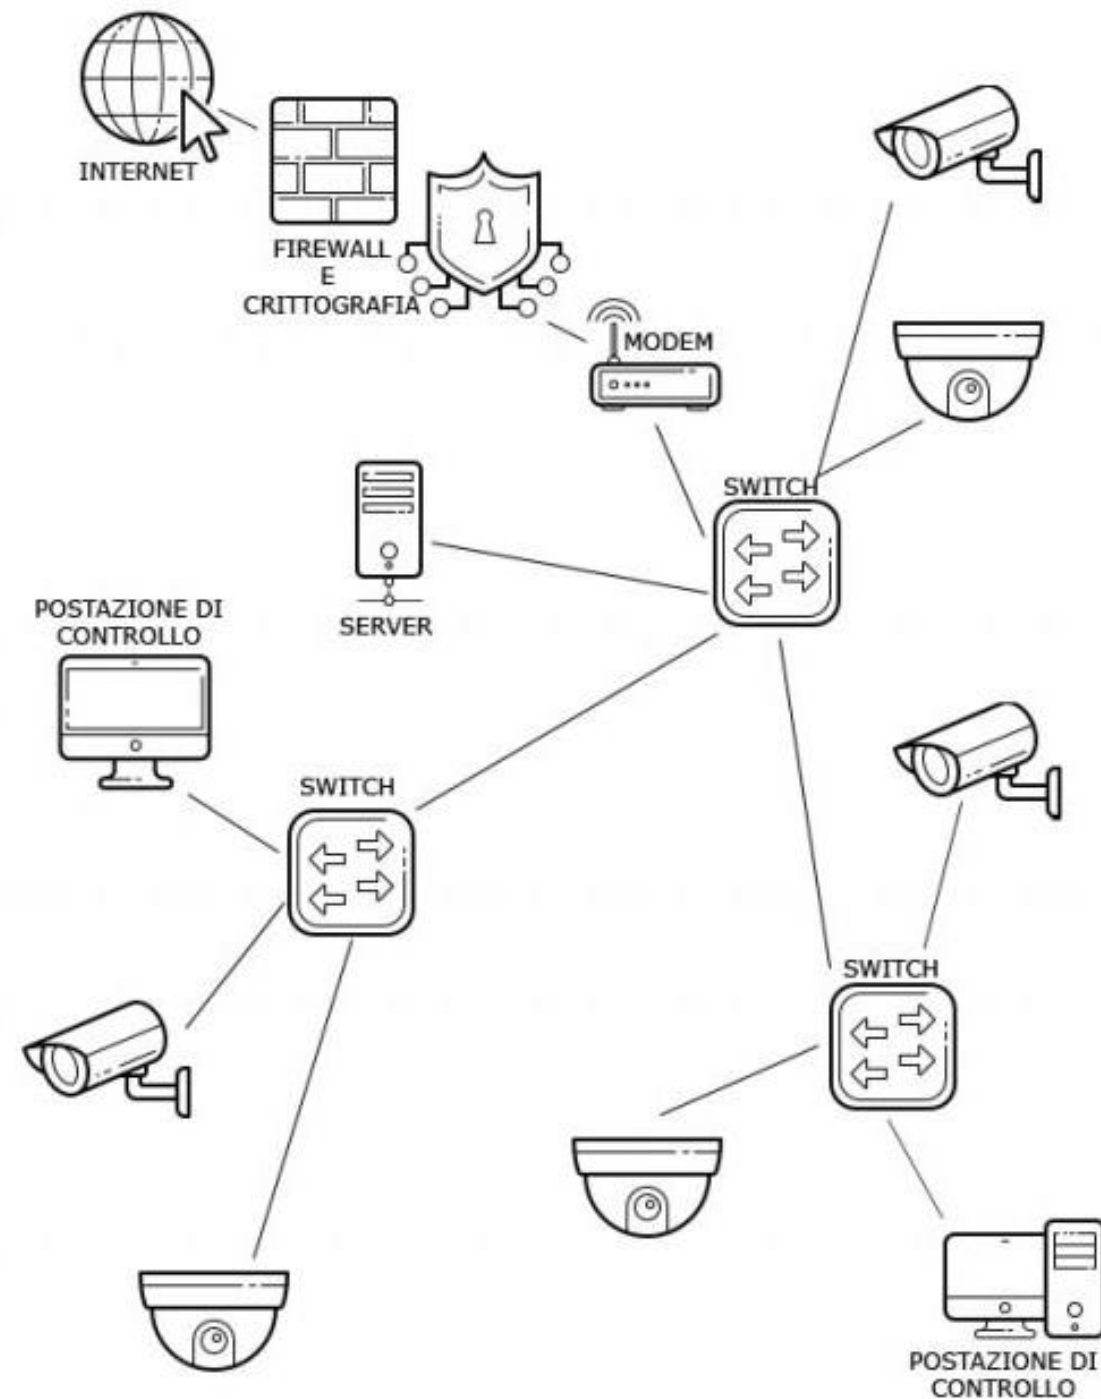 INTERNET
FIREWALL
E
CRITTOGRAFIA
MODEM
SWITCH
SERVER
POSTAZIONE DI
CONTROLLO
SWITCH
SWITCH
POSTAZIONE DI
CONTROLLO